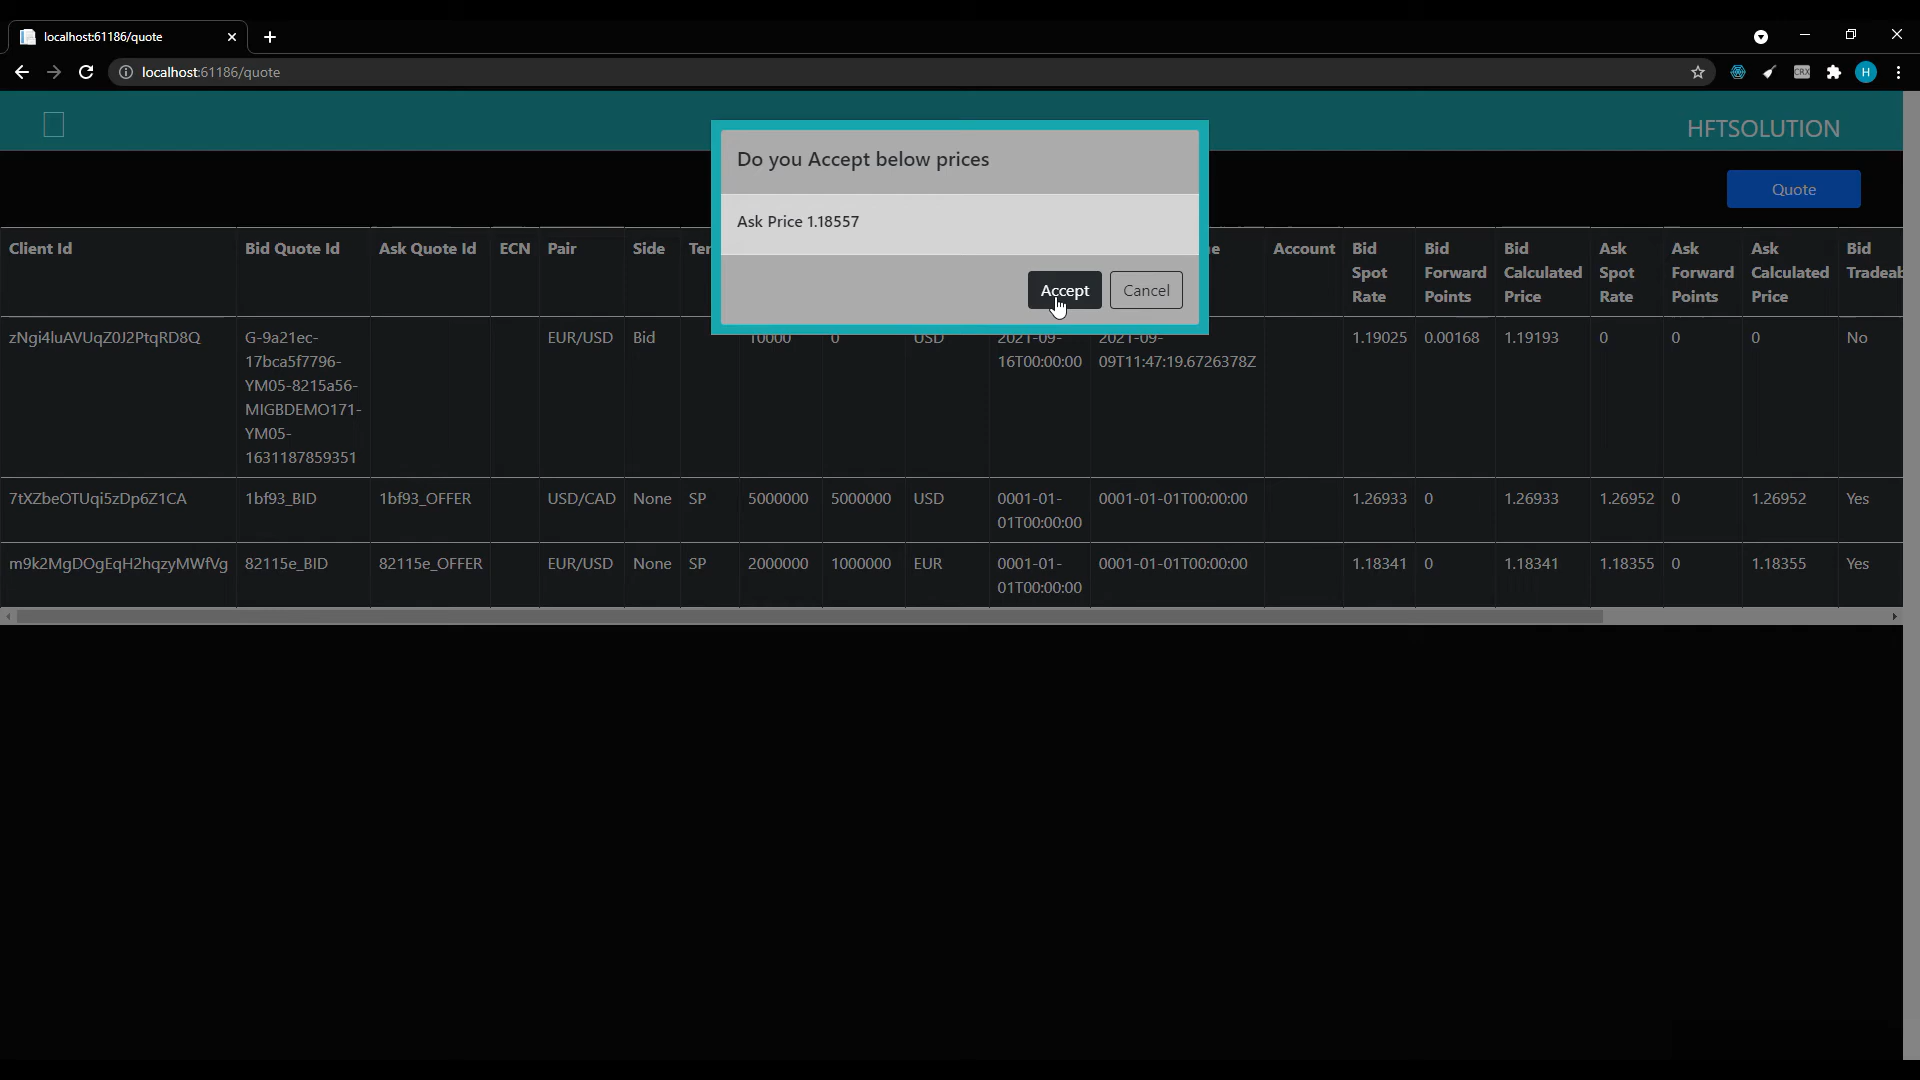 localhost:61186/quote
localhost:61186/quote
CRX
H
HFTSOLUTION
Do you Accept below prices
Quote
Ask Price 1.18557
Accept
Cancel
Client Id
Bid Quote Id
Ask Quote Id
ECN
Pair
Side
Account
Bid
Spot
Rate
Bid
Forward
Points
Bid
Calculated
Price
Ask
Spot
Rate
Ask
Forward
Points
Ask
Calculated
Price
Bid
Tradeab
zNgi4luAVUqZ0J2PtqRD8Q
G-9a21ec-
17bca5f7796-
YM05-8215a56-
MIGBDEMO171-
YM05-
1631187859351
EUR/USD
Bid
10000
0
USD
2021-09-
16T00:00:00
2021-09-
09T11:47:19.6726378Z
1.19025
0.00168
1.19193
0
0
0
No
7tXZbeOTUqi5zDp6Z1CA
1bf93_BID
1bf93_OFFER
USD/CAD
None
SP
5000000
5000000
USD
0001-01-
01T00:00:00
0001-01-01T00:00:00
1.26933
0
1.26933
1.26952
0
1.26952
Yes
m9k2MgDOgEqH2hqzyMWfVg
82115e_BID
82115e_OFFER
EUR/USD
None
SP
2000000
1000000
EUR
0001-01-
01T00:00:00
0001-01-01T00:00:00
1.18341
0
1.18341
1.18355
0
1.18355
Yes